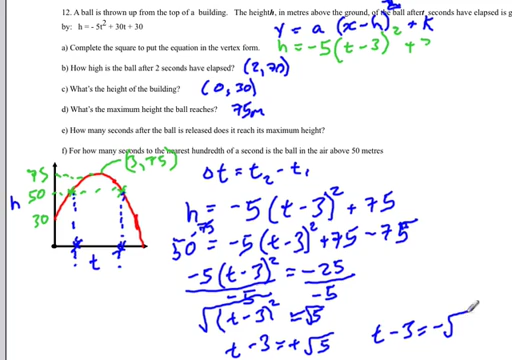 12. A ball is thrown up from the top of a building. The height h, in metres above the ground, of the ball after t seconds have elapsed is g
by: h = - 5t² + 30t + 30
y = a (x-h)² + k
a) Complete the square to put the equation in the vertex form.
h = -5(t - 3)² +
b) How high is the ball after 2 seconds have elapsed? (2, 70)
c) What's the height of the building? (0, 30)
d) What's the maximum height the ball reaches? 75m
e) How many seconds after the ball is released does it reach its maximum height?
f) For how many seconds to the nearest hundredth of a second is the ball in the air above 50 metres
(3, 75)
75
50
30
h
t
? ?
Δt = t₂ - t₁
h = -5(t-3)² + 75
50 -75 = -5(t-3)² +75 -75
-5(t-3)² = -25
-5 -5
√(t-3)² = √5
t - 3 = +√5 t - 3 = -√